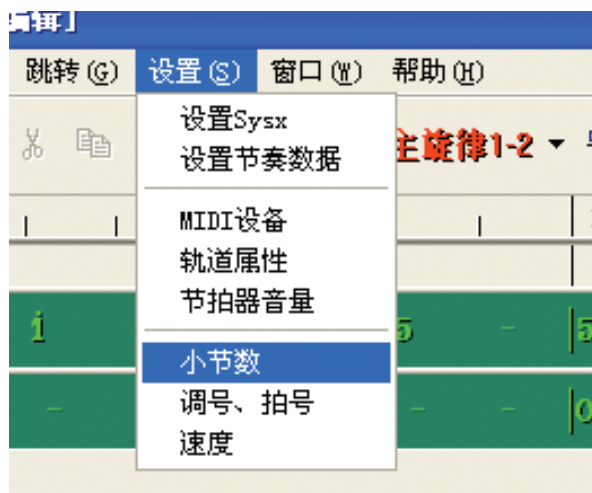 编辑】
跳转(G) 设置(S) 窗口(W) 帮助(H)
设置Sysx
设置节奏数据
主旋律1-2
MIDI设备
轨道属性
节拍器音量
i 5 - 5
小节数
调号、拍号
- - - 0
速度